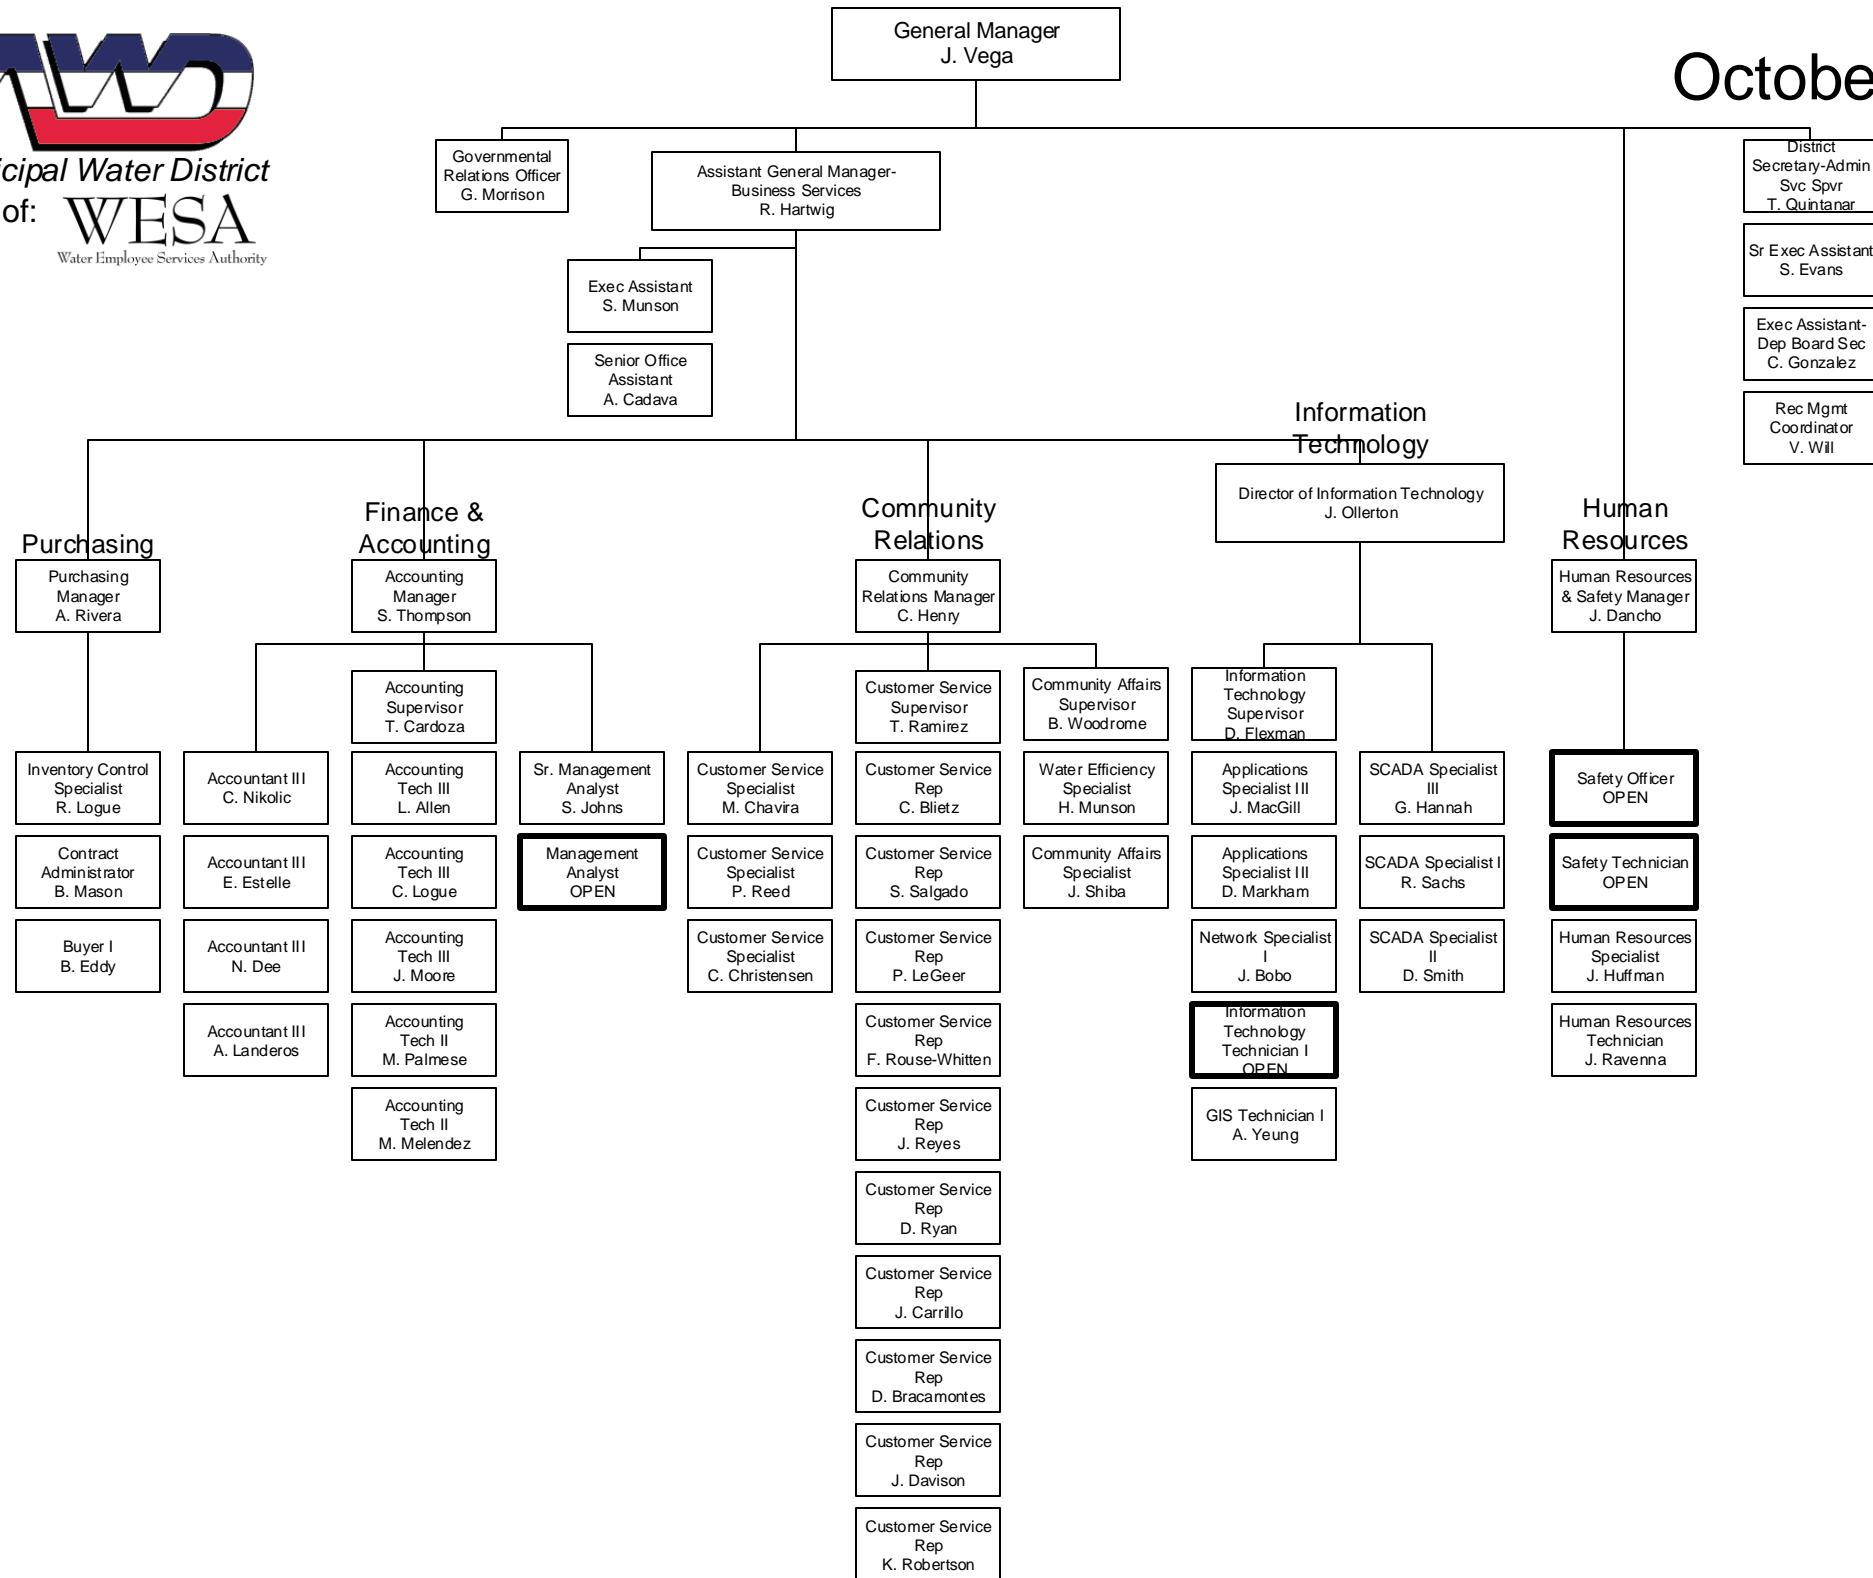 General Manager
J. Vega
Octobe
cipal Water District
of:
WESA
Water Employee Services Authority
Governmental
Relations Officer
G. Morrison
Assistant General Manager-
Business Services
R. Hartwig
District
Secretary-Admin
Svc Spvr
T. Quintanar
Sr Exec Assistant
S. Evans
Exec Assistant-
Dep Board Sec
C. Gonzalez
Rec Mgmt
Coordinator
V. Will
Exec Assistant
S. Munson
Senior Office
Assistant
A. Cadava
Purchasing
Purchasing
Manager
A. Rivera
Inventory Control
Specialist
R. Logue
Contract
Administrator
B. Mason
Buyer I
B. Eddy
Finance &
Accounting
Accounting
Manager
S. Thompson
Accountant III
C. Nikolic
Accountant III
E. Estelle
Accountant III
N. Dee
Accountant III
A. Landeros
Accounting
Supervisor
T. Cardoza
Accounting
Tech III
L. Allen
Accounting
Tech III
C. Logue
Accounting
Tech III
J. Moore
Accounting
Tech II
M. Palmese
Accounting
Tech II
M. Melendez
Sr. Management
Analyst
S. Johns
Management
Analyst
OPEN
Community
Relations
Community
Relations Manager
C. Henry
Customer Service
Specialist
M. Chavira
Customer Service
Specialist
P. Reed
Customer Service
Specialist
C. Christensen
Customer Service
Supervisor
T. Ramirez
Customer Service
Rep
C. Blietz
Customer Service
Rep
S. Salgado
Customer Service
Rep
P. LeGeer
Customer Service
Rep
F. Rouse-Whitten
Customer Service
Rep
J. Reyes
Customer Service
Rep
D. Ryan
Customer Service
Rep
J. Carrillo
Customer Service
Rep
D. Bracamontes
Customer Service
Rep
J. Davison
Customer Service
Rep
K. Robertson
Community Affairs
Supervisor
B. Woodrome
Water Efficiency
Specialist
H. Munson
Community Affairs
Specialist
J. Shiba
Information
Technology
Director of Information Technology
J. Ollerton
Information
Technology
Supervisor
D. Flexman
Applications
Specialist III
J. MacGill
Applications
Specialist III
D. Markham
Network Specialist
I
J. Bobo
Information
Technology
Technician I
OPEN
GIS Technician I
A. Yeung
SCADA Specialist
III
G. Hannah
SCADA Specialist I
R. Sachs
SCADA Specialist
II
D. Smith
Human
Resources
Human Resources
& Safety Manager
J. Dancho
Safety Officer
OPEN
Safety Technician
OPEN
Human Resources
Specialist
J. Huffman
Human Resources
Technician
J. Ravenna